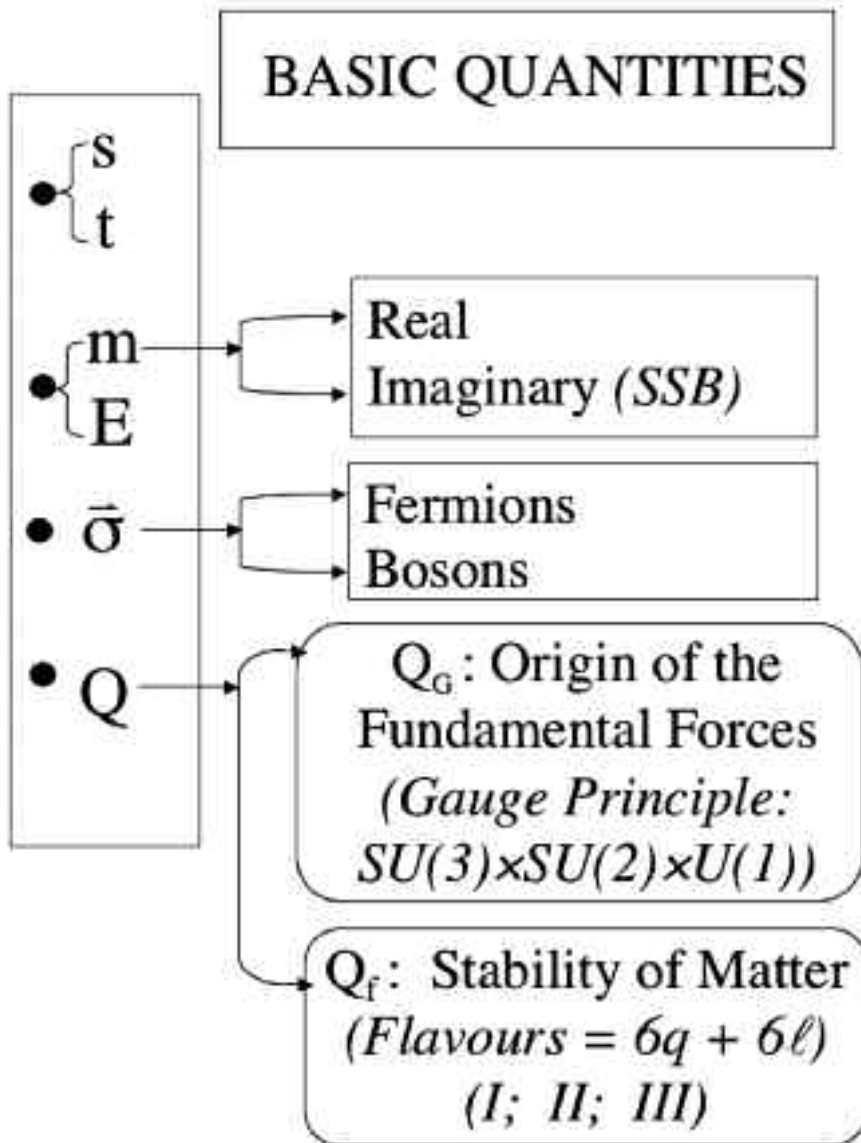 BASIC QUANTITIES
s
t
m
E
σ⃗
Q
Real
Imaginary (SSB)
Fermions
Bosons
Q_G : Origin of the
Fundamental Forces
(Gauge Principle:
SU(3)×SU(2)×U(1))
Q_f : Stability of Matter
(Flavours = 6q + 6ℓ)
(I; II; III)